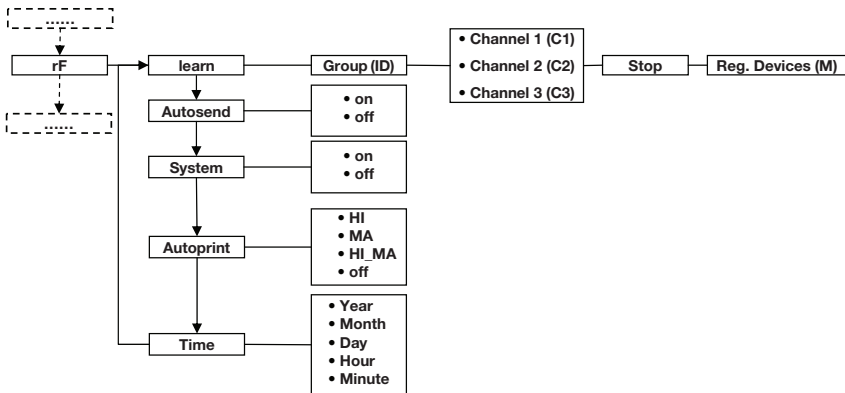 ......
rF
learn
Group (ID)
• Channel 1 (C1)
• Channel 2 (C2)
• Channel 3 (C3)
Stop
Reg. Devices (M)
......
Autosend
• on
• off
System
• on
• off
Autoprint
• HI
• MA
• HI_MA
• off
Time
• Year
• Month
• Day
• Hour
• Minute